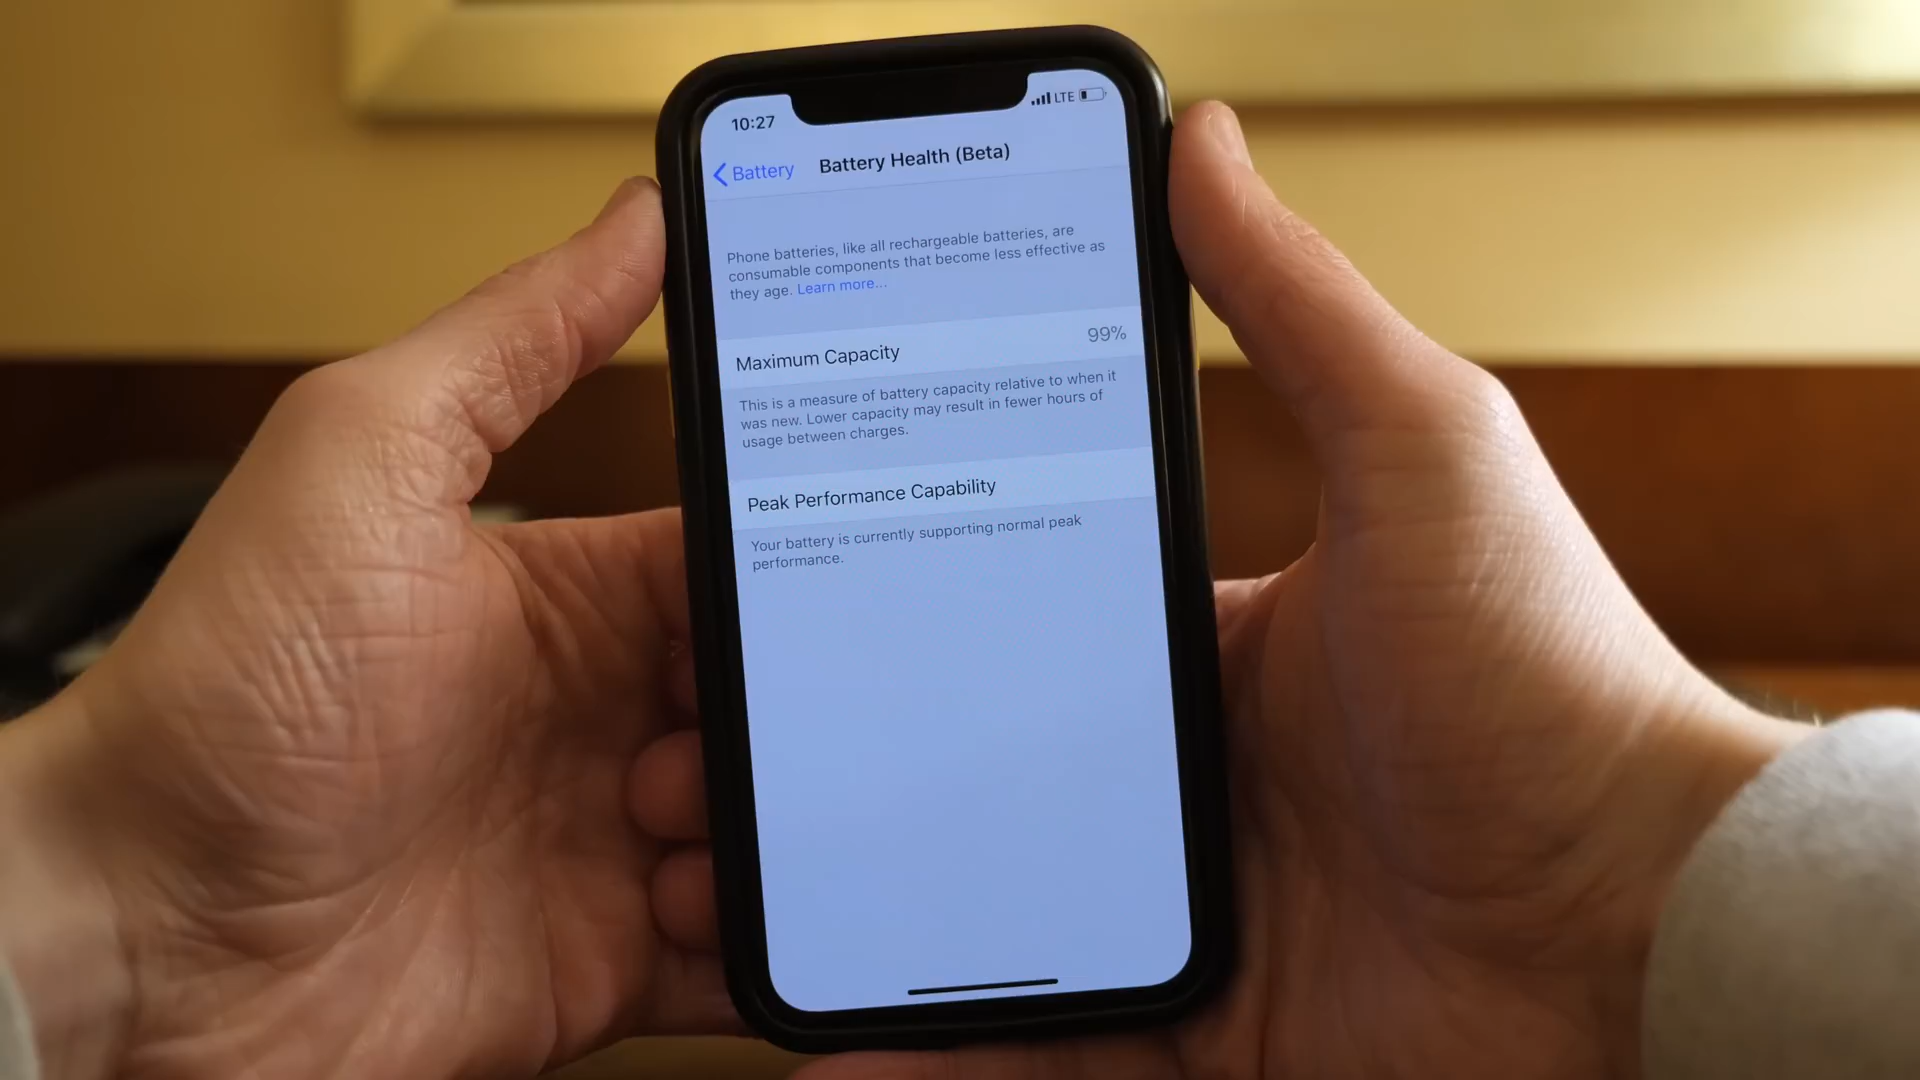 10:27
LTE
Battery
Battery Health (Beta)
Phone batteries, like all rechargeable batteries, are
consumable components that become less effective as
they age. Learn more...
Maximum Capacity
99%
This is a measure of battery capacity relative to when it
was new. Lower capacity may result in fewer hours of
usage between charges.
Peak Performance Capability
Your battery is currently supporting normal peak
performance.